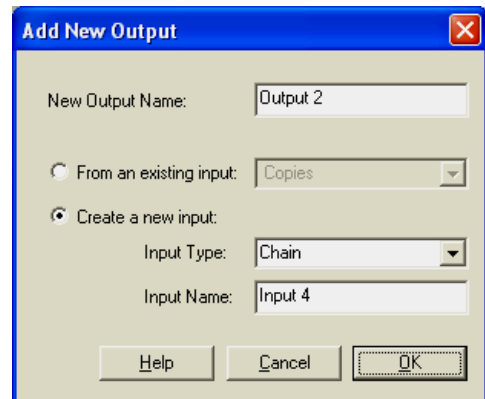 Add New Output
New Output Name: Output 2
From an existing input: Copies
Create a new input:
Input Type: Chain
Input Name: Input 4
Help Cancel OK